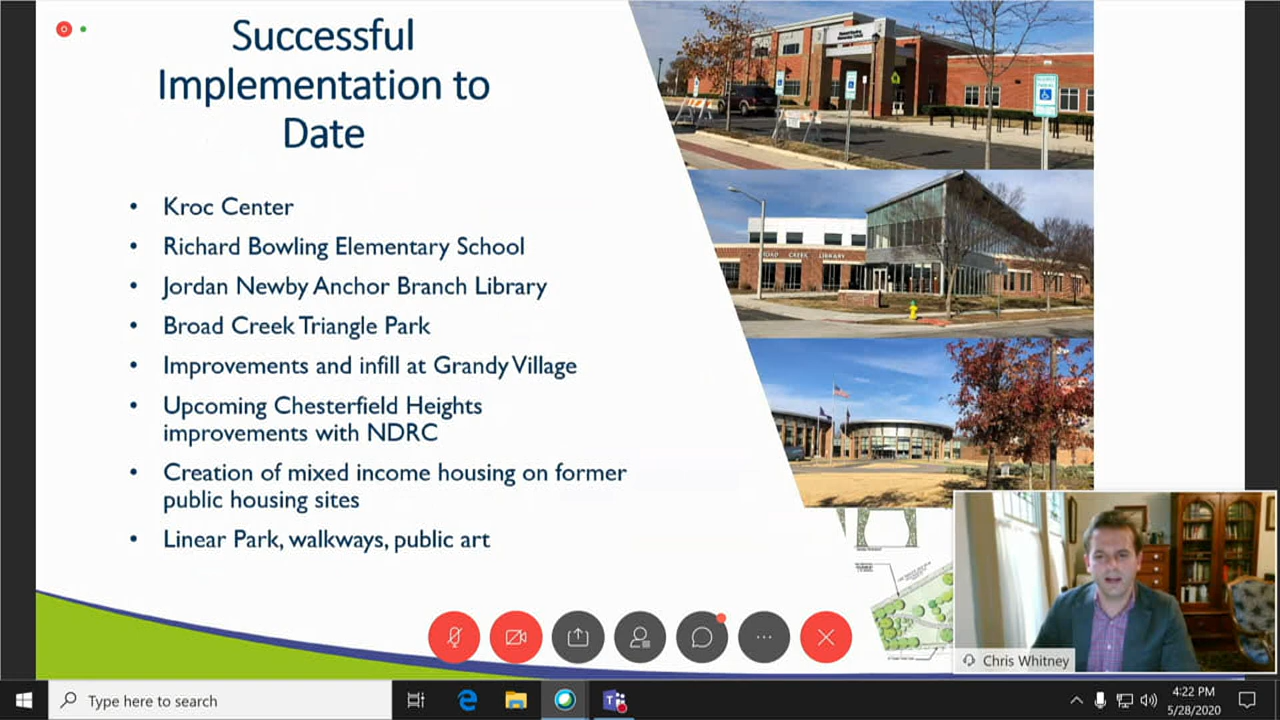 Successful
Implementation to
Date
• Kroc Center
• Richard Bowling Elementary School
• Jordan Newby Anchor Branch Library
• Broad Creek Triangle Park
• Improvements and infill at Grandy Village
• Upcoming Chesterfield Heights
improvements with NDRC
• Creation of mixed income housing on former
public housing sites
• Linear Park, walkways, public art
CREEK LIBRARY
Chris Whitney
Type here to search
4:22 PM
5/28/2020